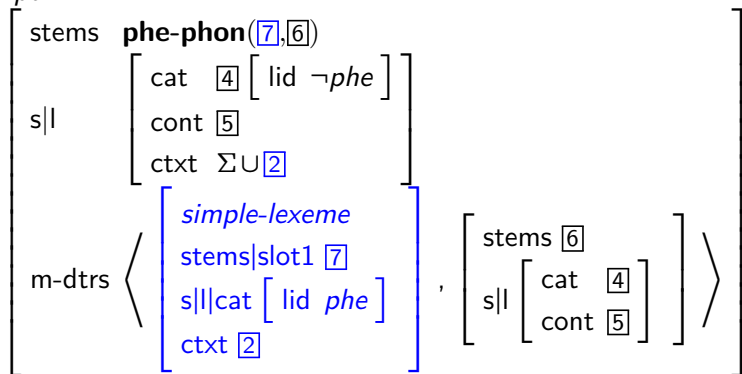 stems phe-phon(7,6)
s|l
cat 4 [ lid ¬phe ]
cont 5
ctxt Σ∪2
m-dtrs
simple-lexeme
stems|slot1 7
s|l|cat [ lid phe ]
ctxt 2
,
stems 6
s|l
cat 4
cont 5